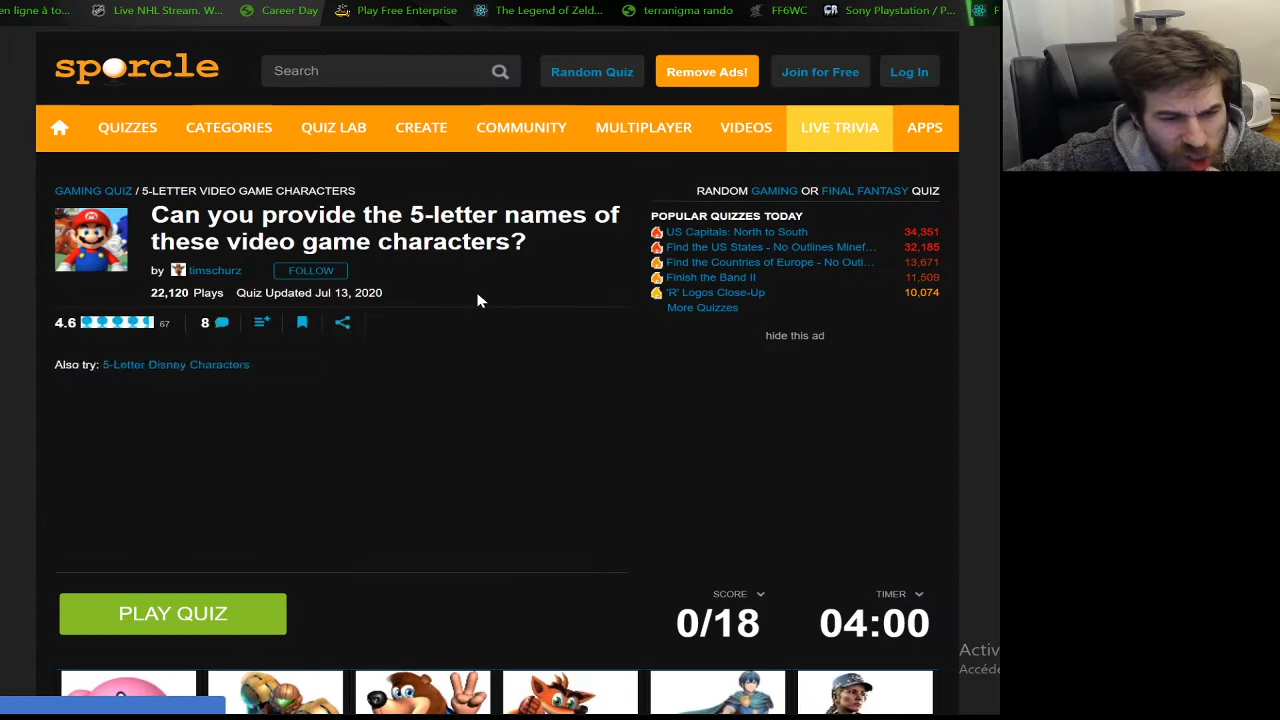 en ligne à to...
Live NHL Stream. W...
Career Day
Play Free Enterprise
The Legend of Zeld...
terranigma rando
FF6WC
Sony Playstation / P...
F
sporcle
Search
Random Quiz
Remove Ads!
Join for Free
Log In
QUIZZES
CATEGORIES
QUIZ LAB
CREATE
COMMUNITY
MULTIPLAYER
VIDEOS
LIVE TRIVIA
APPS
GAMING QUIZ / 5-LETTER VIDEO GAME CHARACTERS
Can you provide the 5-letter names of
these video game characters?
by timschurz
FOLLOW
22,120 Plays Quiz Updated Jul 13, 2020
4.6 67 8
Also try: 5-Letter Disney Characters
RANDOM GAMING OR FINAL FANTASY QUIZ
POPULAR QUIZZES TODAY
US Capitals: North to South 34,351
Find the US States - No Outlines Minef... 32,185
Find the Countries of Europe - No Outl... 13,671
Finish the Band II 11,509
'R' Logos Close-Up 10,074
More Quizzes
hide this ad
PLAY QUIZ
SCORE
0/18
TIMER
04:00
Activ
Accéde